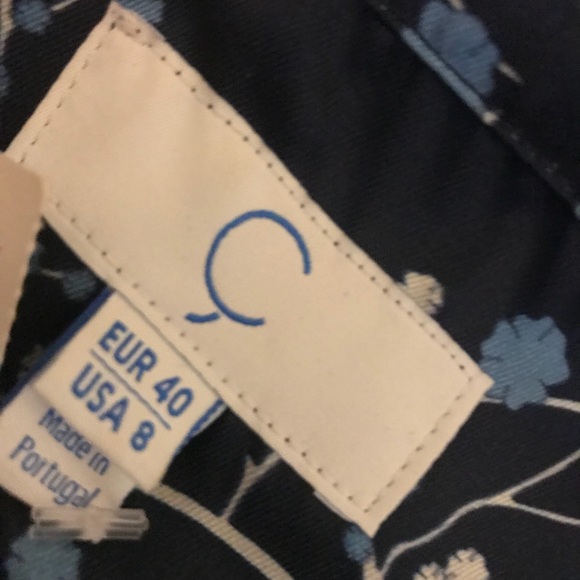 Ç
EUR 40
USA 8
Made in
Portugal